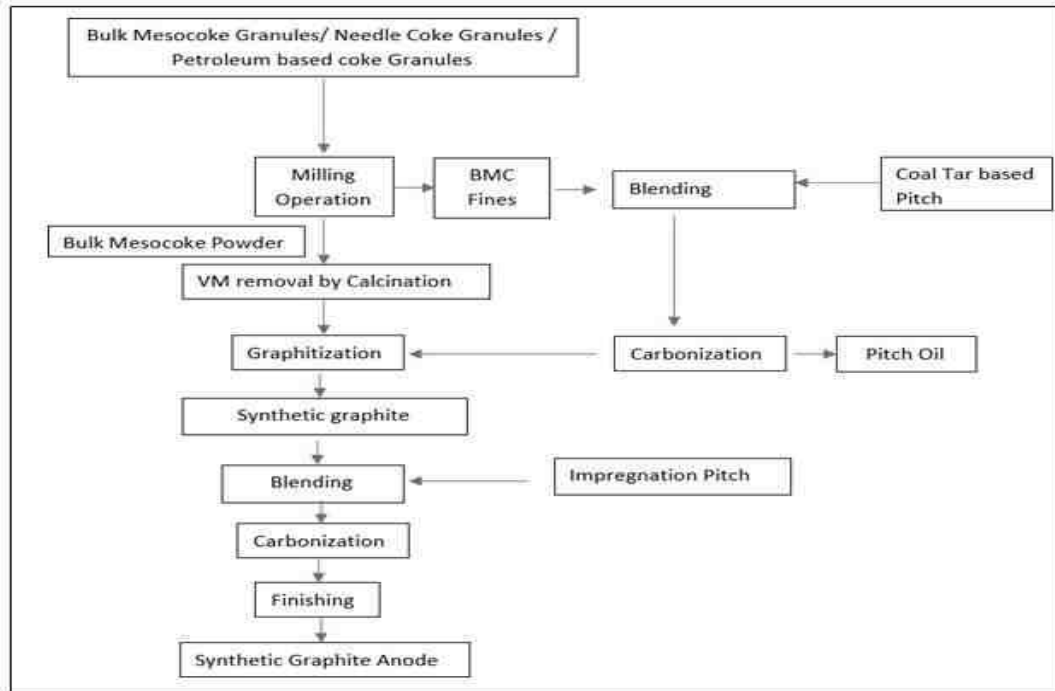 Bulk Mesocoke Granules/ Needle Coke Granules /
Petroleum based coke Granules
Milling
Operation
BMC
Fines
Blending
Coal Tar based
Pitch
Bulk Mesocoke Powder
VM removal by Calcination
Graphitization
Carbonization
Pitch Oil
Synthetic graphite
Blending
Impregnation Pitch
Carbonization
Finishing
Synthetic Graphite Anode